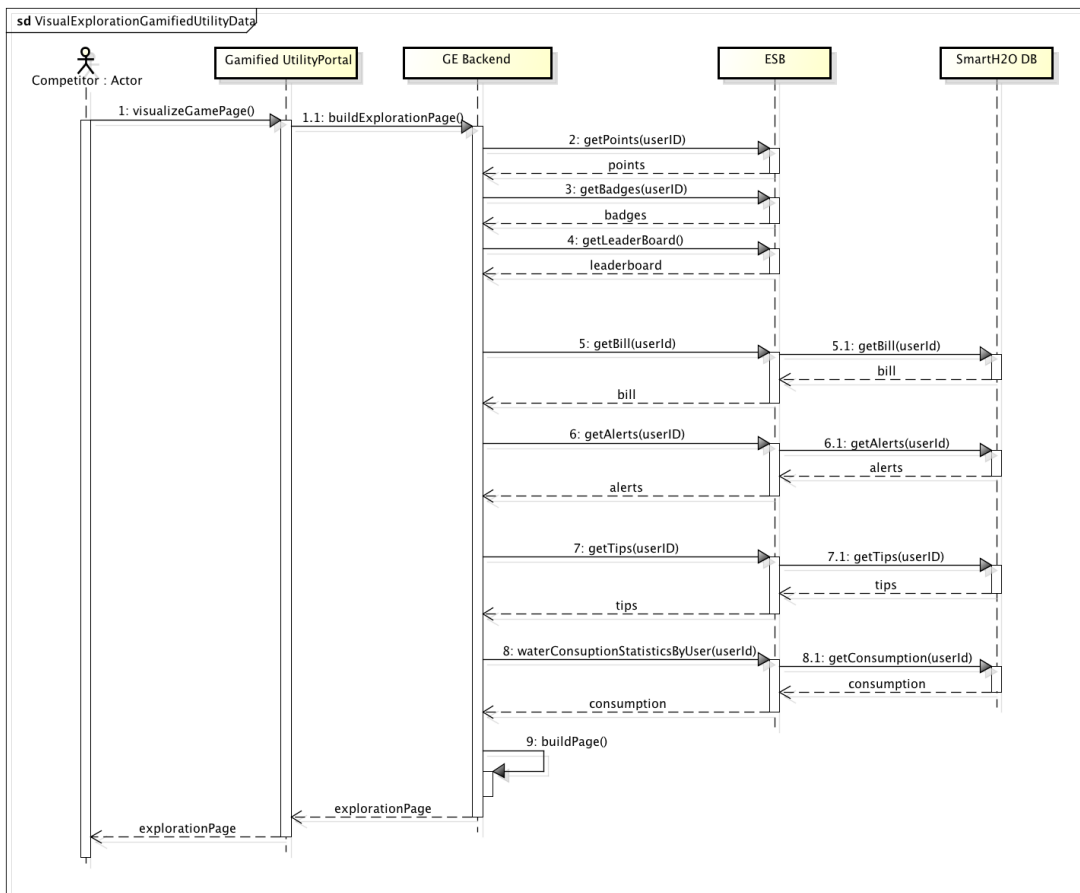 sd VisualExplorationGamifiedUtilityData
Competitor : Actor
Gamified UtilityPortal
GE Backend
ESB
SmartH2O DB
1: visualizeGamePage()
1.1: buildExplorationPage()
2: getPoints(userID)
points
3: getBadges(userID)
badges
4: getLeaderBoard()
leaderboard
5: getBill(userId)
5.1: getBill(userId)
bill
bill
6: getAlerts(userID)
6.1: getAlerts(userId)
alerts
alerts
7: getTips(userID)
7.1: getTips(userID)
tips
tips
8: waterConsuptionStatisticsByUser(userId)
8.1: getConsumption(userId)
consumption
consumption
9: buildPage()
explorationPage
explorationPage